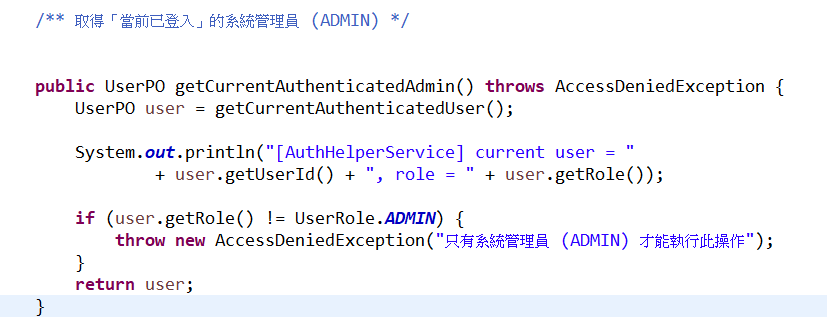 /** 取得「當前已登入」的系統管理員 (ADMIN) */
public UserPO getCurrentAuthenticatedAdmin() throws AccessDeniedException {
UserPO user = getCurrentAuthenticatedUser();
System.out.println("[AuthHelperService] current user = "
+ user.getUserId() + ", role = " + user.getRole());
if (user.getRole() != UserRole.ADMIN) {
throw new AccessDeniedException("只有系統管理員 (ADMIN) 才能執行此操作");
}
return user;
}